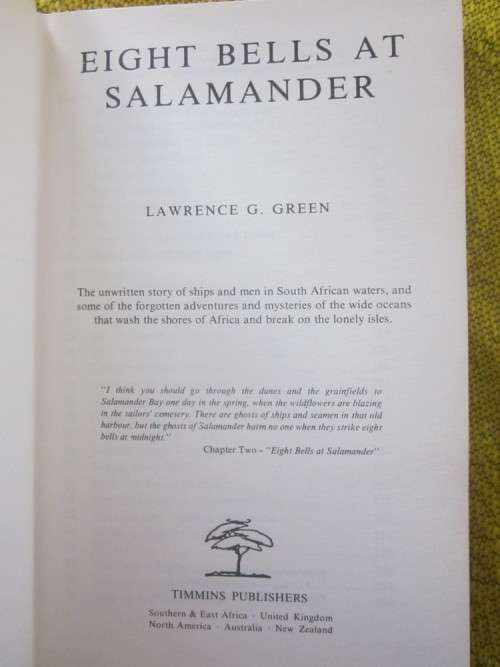 EIGHT BELLS AT
SALAMANDER
LAWRENCE G. GREEN
The unwritten story of ships and men in South African waters, and
some of the forgotten adventures and mysteries of the wide oceans
that wash the shores of Africa and break on the lonely isles.
"I think you should go through the dunes and the grainfields to
Salamander Bay one day in the spring, when the wildflowers are blazing
in the sailors' cemetery. There are ghosts of ships and seamen in that old
harbour, but the ghosts of Salamander harm no one when they strike eight
bells at midnight."
Chapter Two - "Eight Bells at Salamander"
TIMMINS PUBLISHERS
Southern & East Africa · United Kingdom
North America · Australia · New Zealand